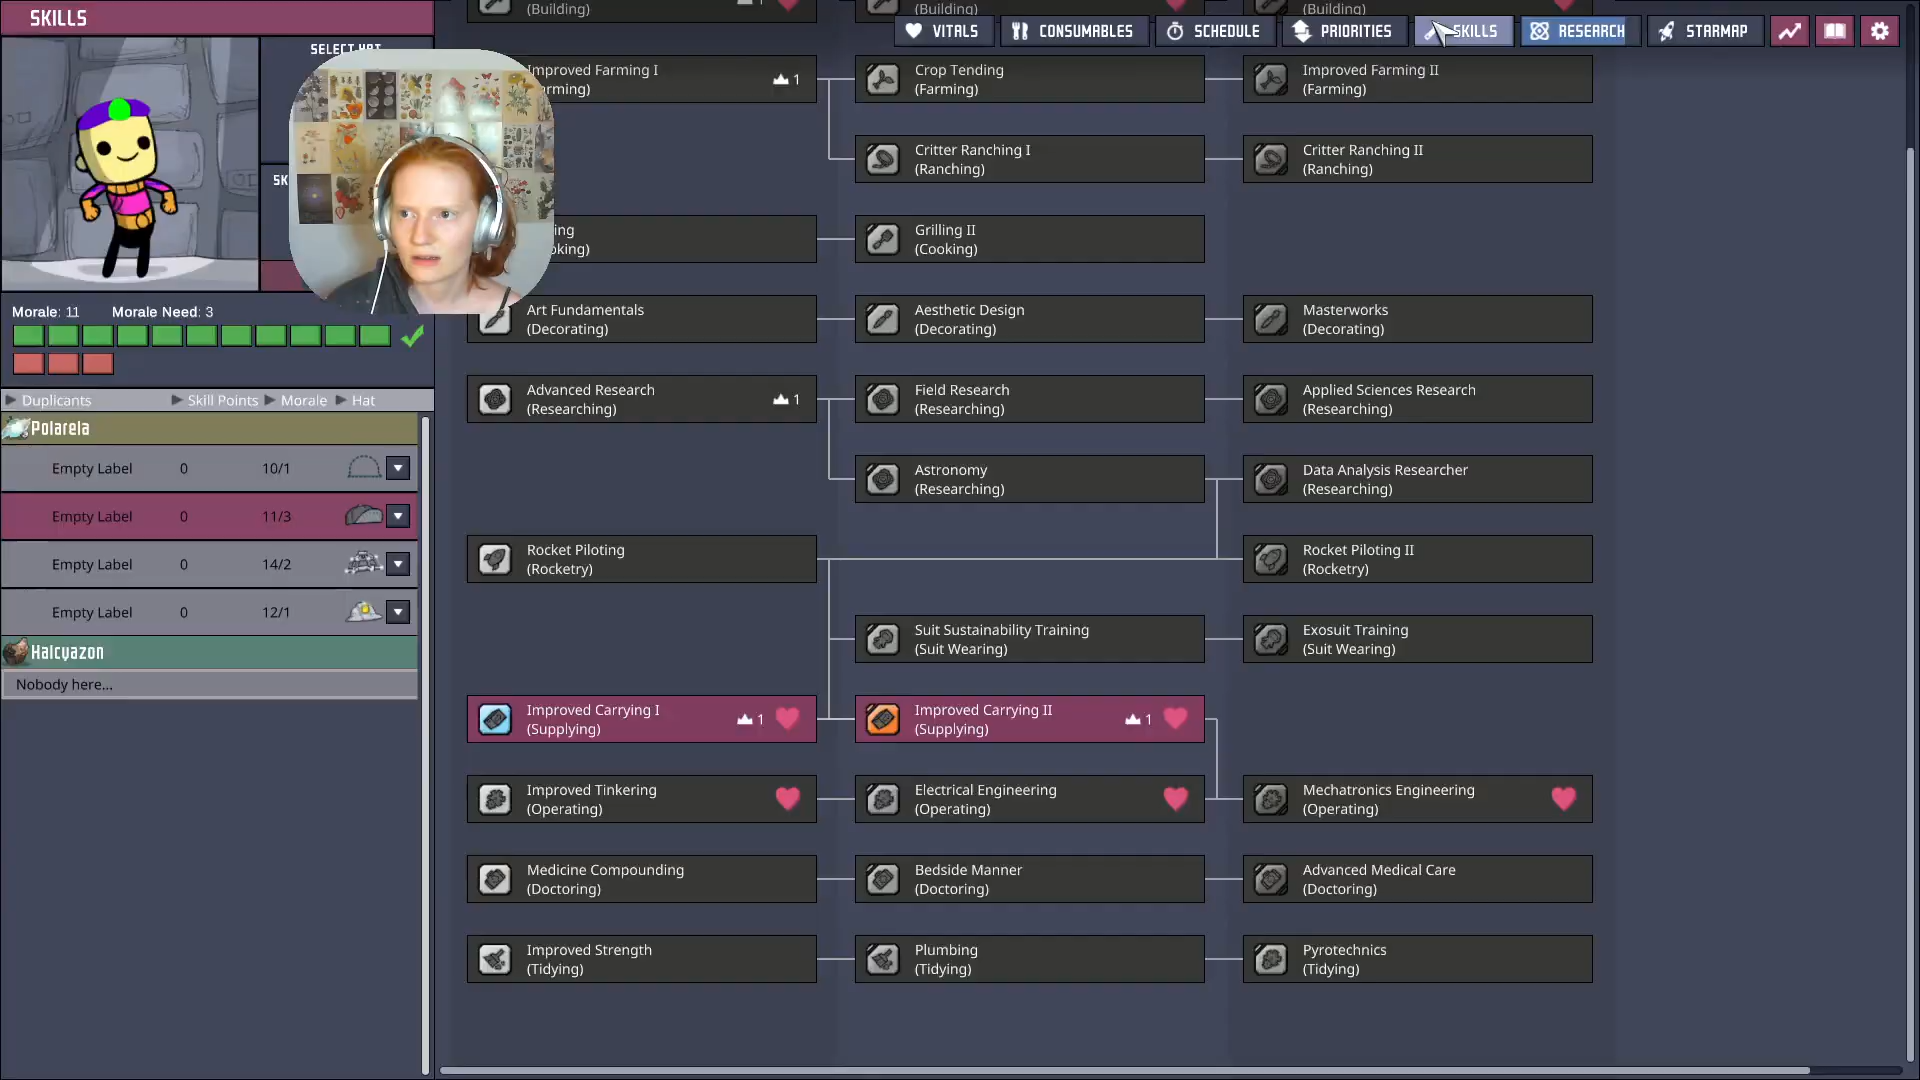 SKILLS
(Building)
1
(Building)
(Building)
VITALS
CONSUMABLES
SCHEDULE
PRIORITIES
SKILLS
RESEARCH
STARMAP
SELECT HAT
Improved Farming I
1
Crop Tending
(Farming)
Improved Farming II
(Farming)
Critter Ranching I
(Ranching)
Critter Ranching II
(Ranching)
Grilling II
(Cooking)
Art Fundamentals
(Decorating)
Aesthetic Design
(Decorating)
Masterworks
(Decorating)
Morale: 11
Morale Need: 3
Advanced Research
(Researching)
1
Field Research
(Researching)
Applied Sciences Research
(Researching)
Astronomy
(Researching)
Data Analysis Researcher
(Researching)
Rocket Piloting
(Rocketry)
Rocket Piloting II
(Rocketry)
Suit Sustainability Training
(Suit Wearing)
Exosuit Training
(Suit Wearing)
Improved Carrying I
(Supplying)
1
Improved Carrying II
(Supplying)
1
Improved Tinkering
(Operating)
Electrical Engineering
(Operating)
Mechatronics Engineering
(Operating)
Medicine Compounding
(Doctoring)
Bedside Manner
(Doctoring)
Advanced Medical Care
(Doctoring)
Improved Strength
(Tidying)
Plumbing
(Tidying)
Pyrotechnics
(Tidying)
Duplicants Skill Points Morale Hat
Polarela
Empty Label 0 10/1
Empty Label 0 11/3
Empty Label 0 14/2
Empty Label 0 12/1
Halcyazon
Nobody here...